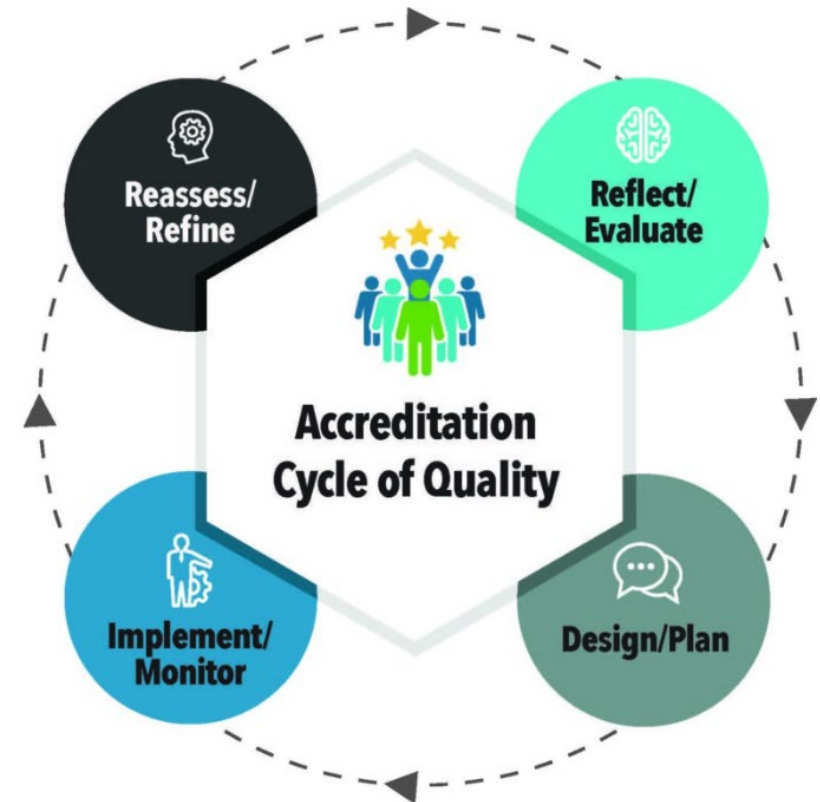 Reassess/
Refine
Reflect/
Evaluate
Accreditation
Cycle of Quality
Implement/
Monitor
Design/Plan